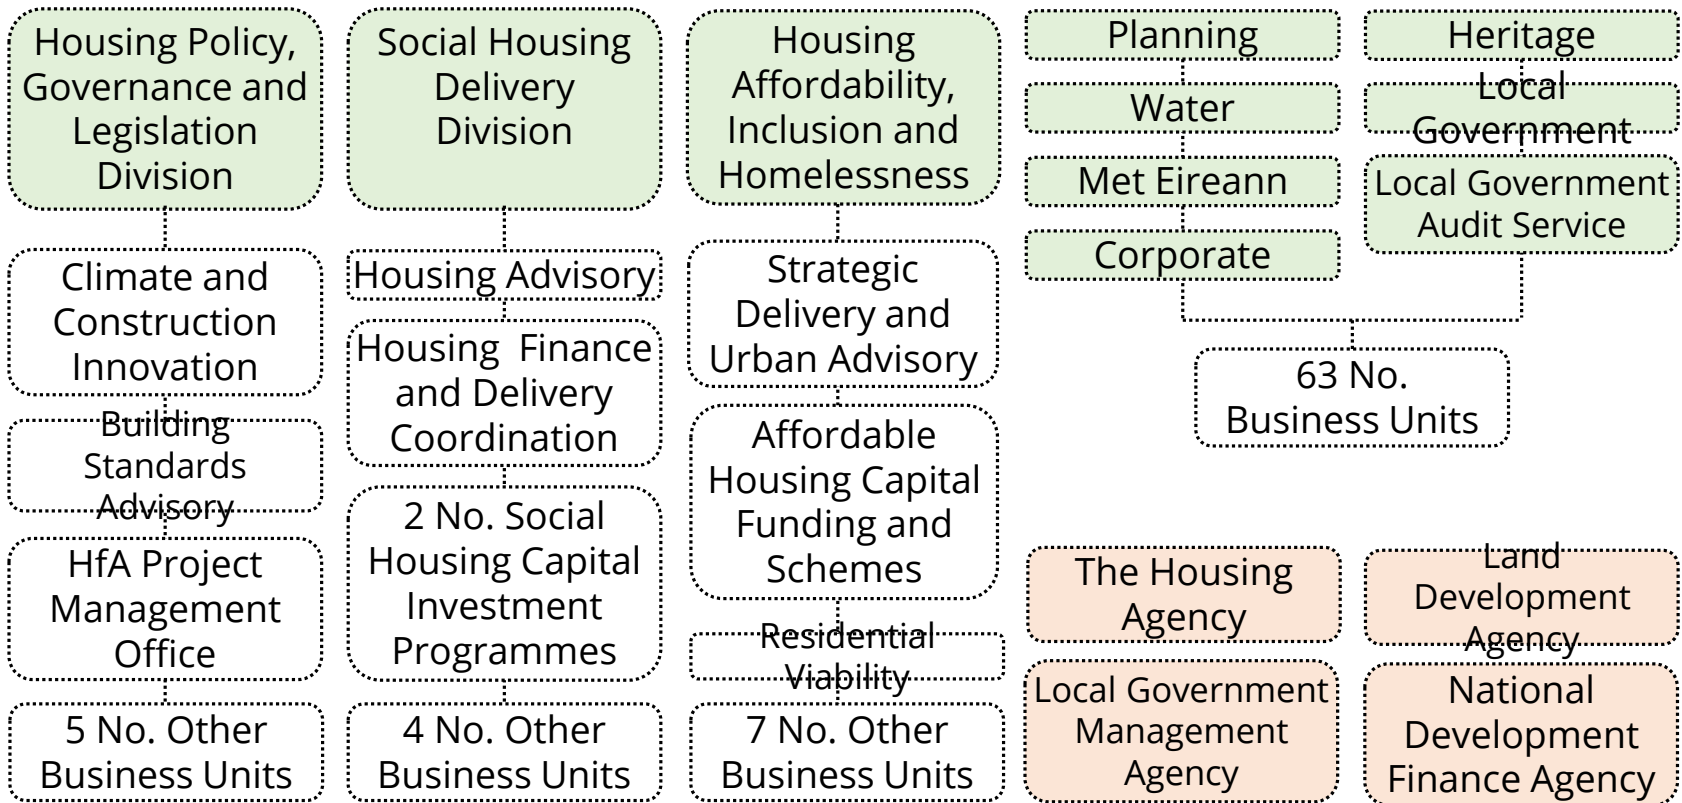 Housing Policy,
Governance and
Legislation
Division
Climate and
Construction
Innovation
Building
Standards
Advisory
HfA Project
Management
Office
5 No. Other
Business Units
Social Housing
Delivery
Division
Housing Advisory
Housing Finance
and Delivery
Coordination
2 No. Social
Housing Capital
Investment
Programmes
4 No. Other
Business Units
Housing
Affordability,
Inclusion and
Homelessness
Strategic
Delivery and
Urban Advisory
Affordable
Housing Capital
Funding and
Schemes
Residential
Viability
7 No. Other
Business Units
Planning
Water
Met Eireann
Corporate
Heritage
Local
Government
Local Government
Audit Service
63 No.
Business Units
The Housing
Agency
Land
Development
Agency
Local Government
Management
Agency
National
Development
Finance Agency